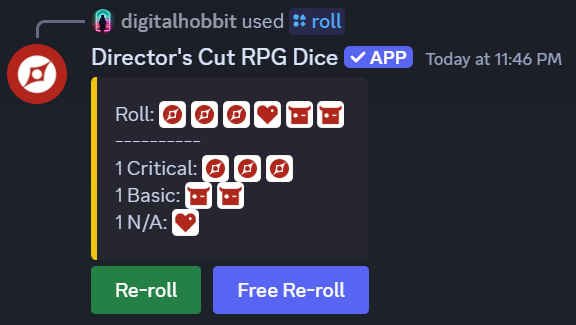 digitalhobbit used roll
Director's Cut RPG Dice ✓ APP Today at 11:46 PM
Roll:
----------
1 Critical:
1 Basic:
1 N/A:
Re-roll Free Re-roll